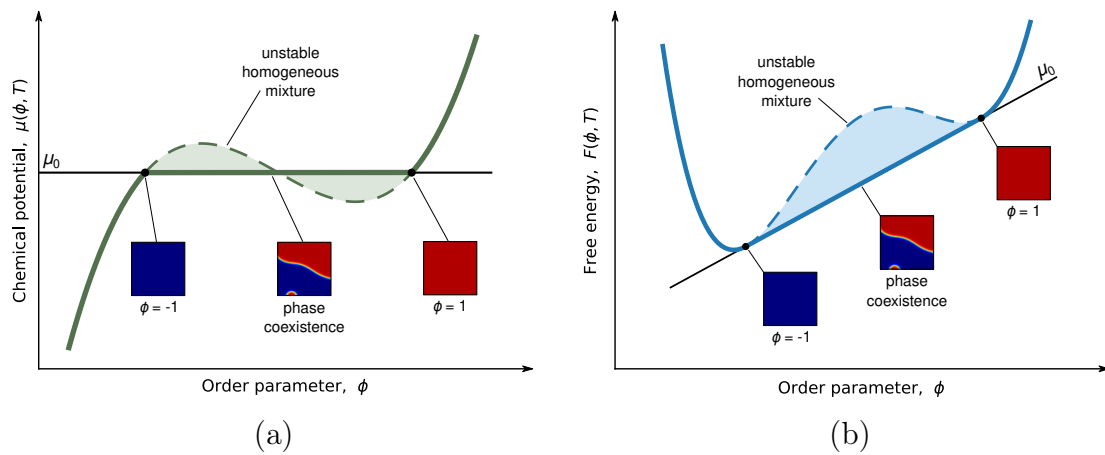 Chemical potential, μ(ϕ, T)
unstable
homogeneous
mixture
μ₀
ϕ = -1
phase
coexistence
ϕ = 1
Order parameter, ϕ
(a)
Free energy, F(ϕ, T)
unstable
homogeneous
mixture
μ₀
ϕ = 1
phase
coexistence
ϕ = -1
Order parameter, ϕ
(b)